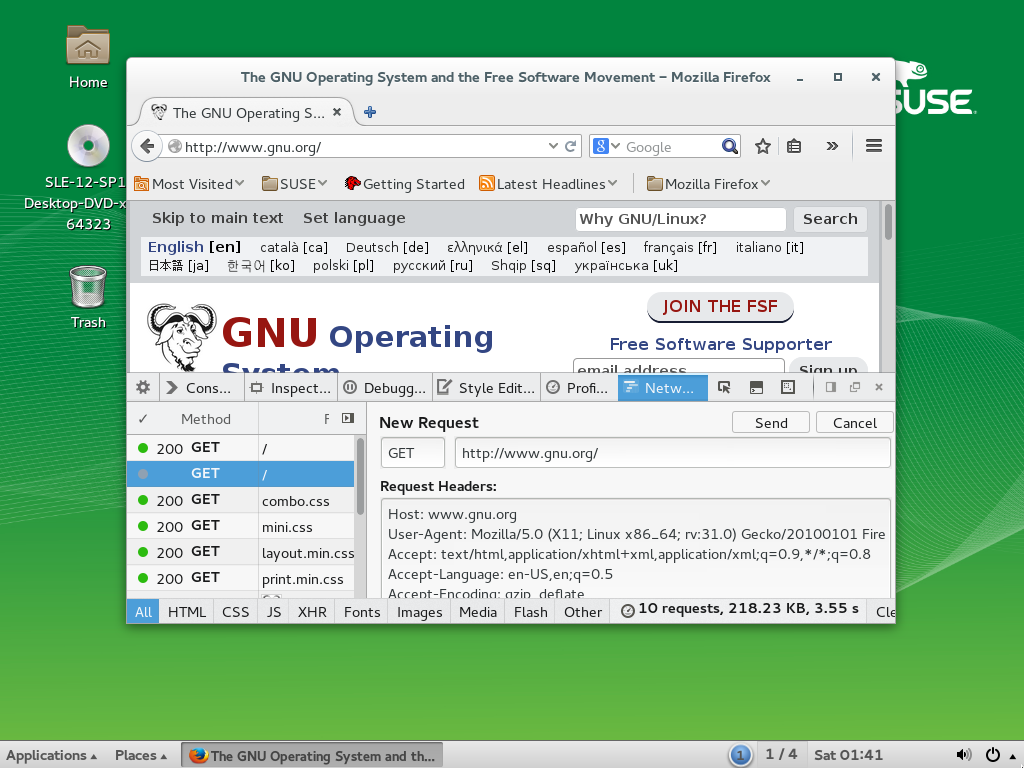 Home
SLE-12-SP1
Desktop-DVD-x
64323
Trash
SUSE
The GNU Operating System and the Free Software Movement – Mozilla Firefox
The GNU Operating S...
http://www.gnu.org/
8 Google
Most Visited SUSE Getting Started Latest Headlines Mozilla Firefox
Skip to main text Set language Why GNU/Linux? Search
English [en] català [ca] Deutsch [de] ελληνικά [el] español [es] français [fr] italiano [it]
日本語 [ja] 한국어 [ko] polski [pl] русский [ru] Shqip [sq] українська [uk]
JOIN THE FSF
GNU Operating
System
Free Software Supporter
email address Sign up
Cons... Inspect... Debugg... Style Edit... Profi... Netw...
✓ Method F
200 GET /
GET /
200 GET combo.css
200 GET mini.css
200 GET layout.min.css
200 GET print.min.css
New Request Send Cancel
GET http://www.gnu.org/
Request Headers:
Host: www.gnu.org
User-Agent: Mozilla/5.0 (X11; Linux x86_64; rv:31.0) Gecko/20100101 Fire
Accept: text/html,application/xhtml+xml,application/xml;q=0.9,*/*;q=0.8
Accept-Language: en-US,en;q=0.5
Accept-Encoding: gzip, deflate
All HTML CSS JS XHR Fonts Images Media Flash Other 10 requests, 218.23 KB, 3.55 s Cle
Applications Places The GNU Operating System and th... 1 1 / 4 Sat 01:41